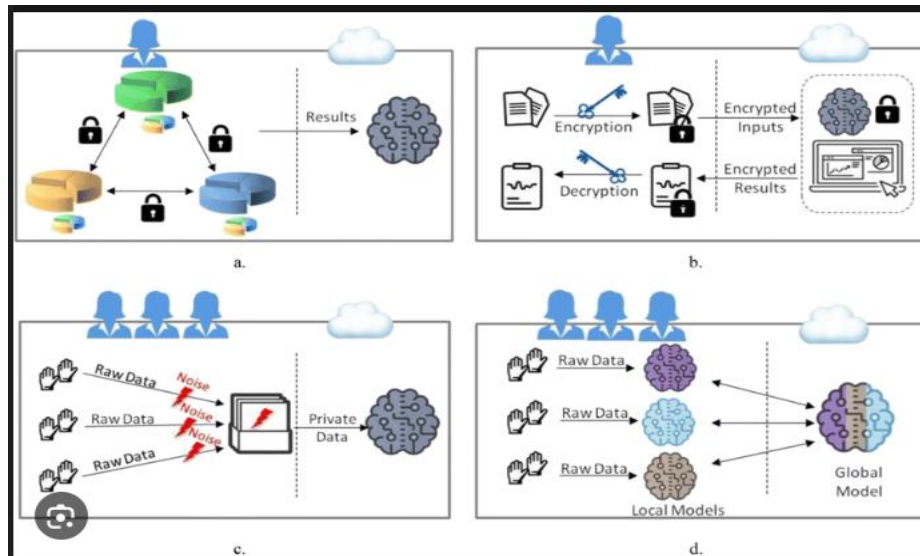 Results
a.
Encryption
Encrypted
Inputs
Decryption
Encrypted
Results
b.
Raw Data
Noise
Raw Data
Noise
Noise
Raw Data
Private
Data
c.
Raw Data
Raw Data
Raw Data
Local Models
Global
Model
d.